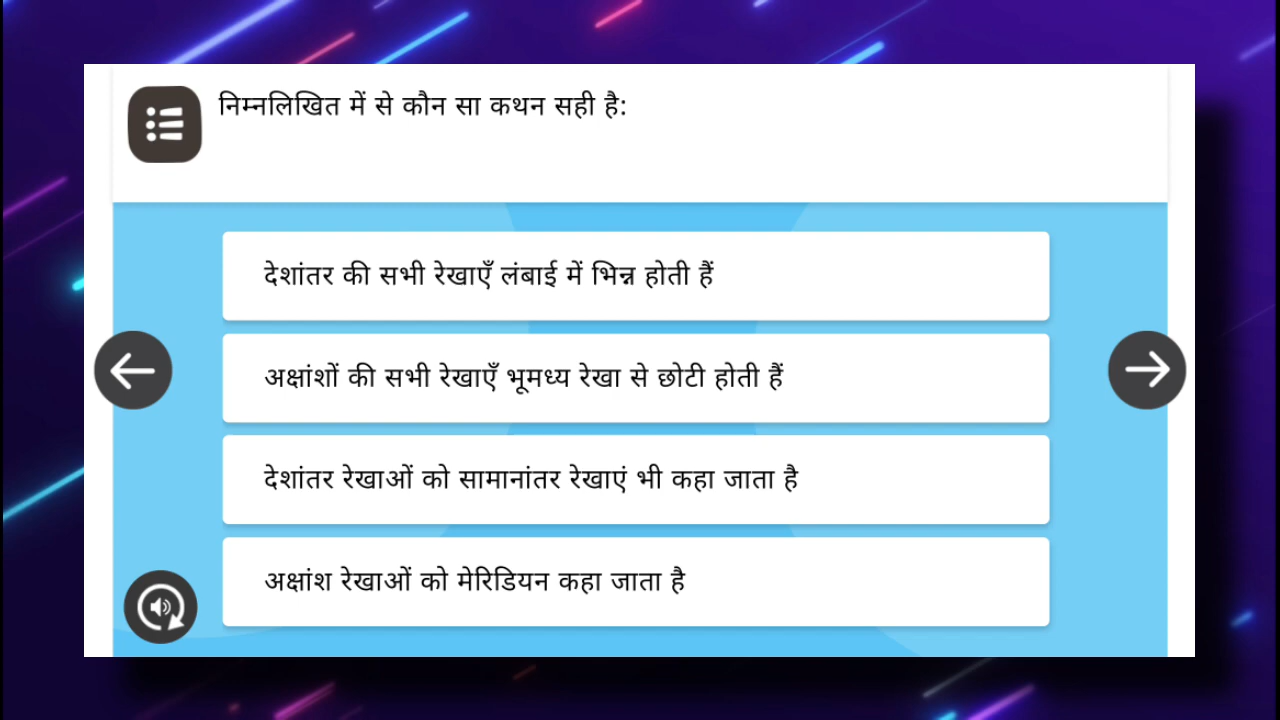 निम्नलिखित में से कौन सा कथन सही है:
देशांतर की सभी रेखाएँ लंबाई में भिन्न होती हैं
अक्षांशों की सभी रेखाएँ भूमध्य रेखा से छोटी होती हैं
देशांतर रेखाओं को सामानांतर रेखाएं भी कहा जाता है
अक्षांश रेखाओं को मेरिडियन कहा जाता है